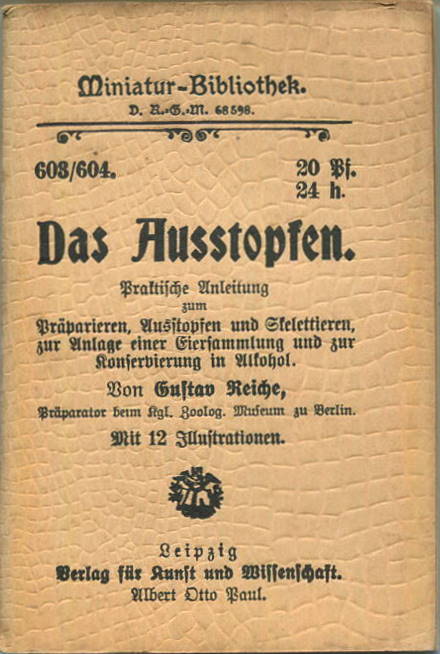 Miniatur-Bibliothek.
D. R.-G.-M. 68598.
603/604.
20 Pf.
24 h.
Das Ausstopfen.
Praktische Anleitung
zum
Präparieren, Ausstopfen und Skelettieren,
zur Anlage einer Eiersammlung und zur
Konservierung in Alkohol.
Von Gustav Reiche,
Präparator beim Kgl. Zoolog. Museum zu Berlin.
Mit 12 Illustrationen.
Leipzig
Verlag für Kunst und Wissenschaft.
Albert Otto Paul.